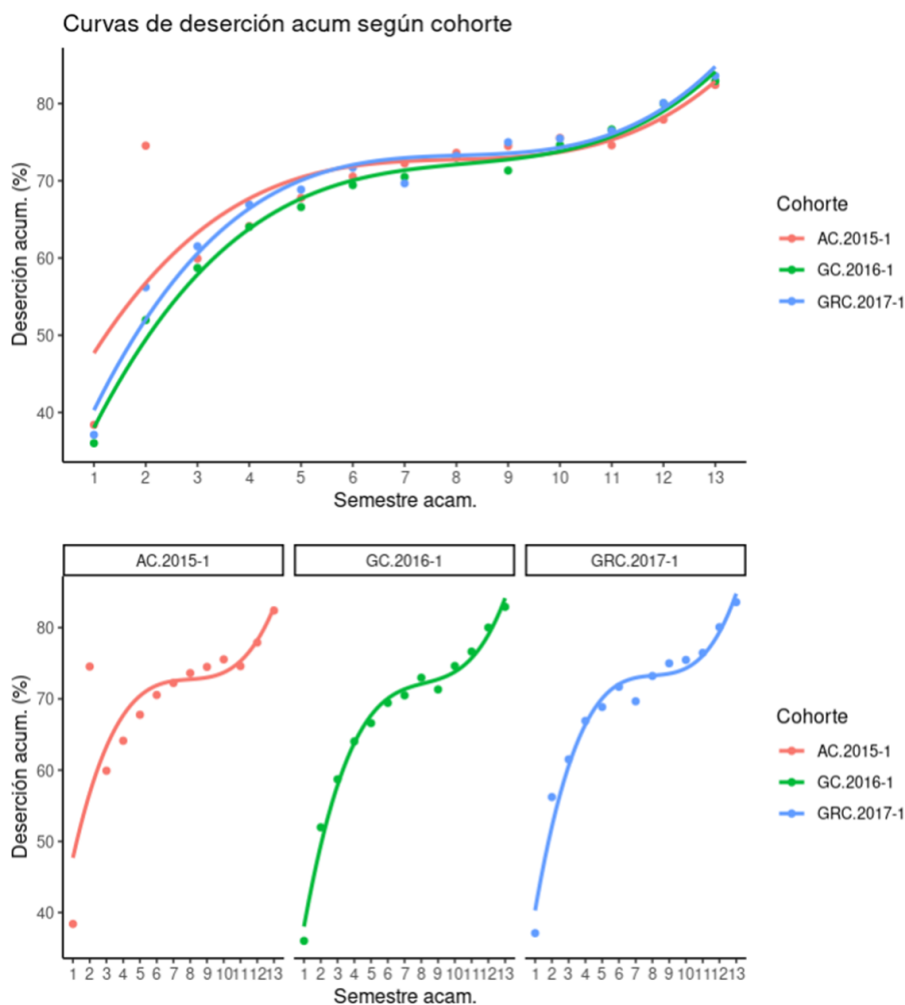 Curvas de deserción acum según cohorte
Deserción acum. (%)
80
70
60
50
40
1 2 3 4 5 6 7 8 9 10 11 12 13
Semestre acam.
Cohorte
AC.2015-1
GC.2016-1
GRC.2017-1
AC.2015-1 GC.2016-1 GRC.2017-1
Deserción acum. (%)
80
70
60
50
40
1 2 3 4 5 6 7 8 9 10 11 12 13 1 2 3 4 5 6 7 8 9 10 11 12 13 1 2 3 4 5 6 7 8 9 10 11 12 13
Semestre acam.
Cohorte
AC.2015-1
GC.2016-1
GRC.2017-1